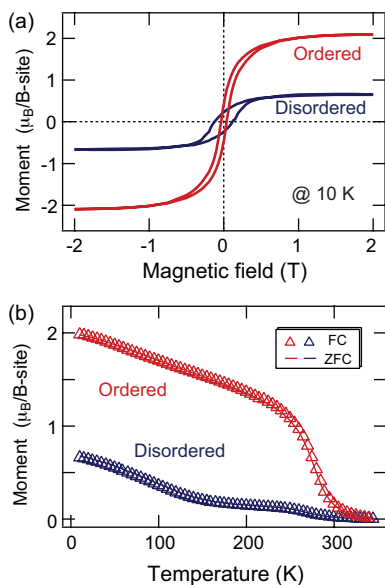 (a)
Moment (μB/B-site)
2
1
0
-1
-2
Ordered
Disordered
@ 10 K
-2
-1
0
1
2
Magnetic field (T)
(b)
Moment (μB/B-site)
2
1
0
FC
ZFC
Ordered
Disordered
0
100
200
300
Temperature (K)